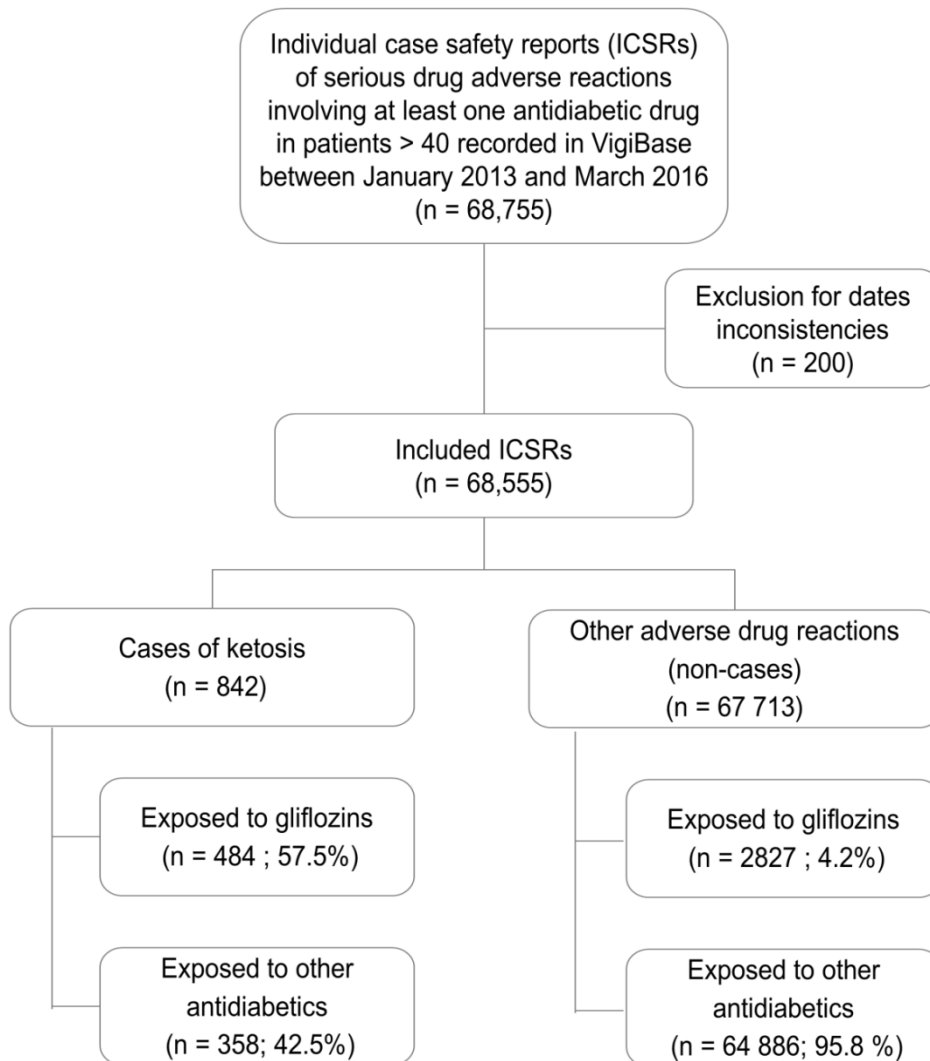 Individual case safety reports (ICSRs)
of serious drug adverse reactions
involving at least one antidiabetic drug
in patients > 40 recorded in VigiBase
between January 2013 and March 2016
(n = 68,755)
Exclusion for dates
inconsistencies
(n = 200)
Included ICSRs
(n = 68,555)
Cases of ketosis
(n = 842)
Other adverse drug reactions
(non-cases)
(n = 67 713)
Exposed to gliflozins
(n = 484 ; 57.5%)
Exposed to gliflozins
(n = 2827 ; 4.2%)
Exposed to other
antidiabetics
(n = 358; 42.5%)
Exposed to other
antidiabetics
(n = 64 886; 95.8 %)